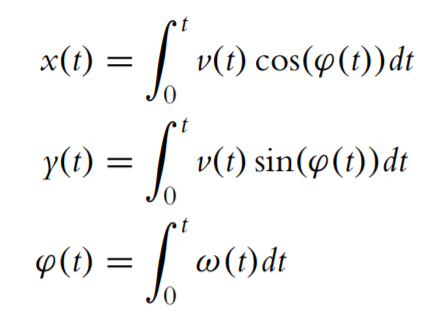 x(t) = ∫₀ᵗ v(t) cos(φ(t))dt
y(t) = ∫₀ᵗ v(t) sin(φ(t))dt
φ(t) = ∫₀ᵗ ω(t)dt